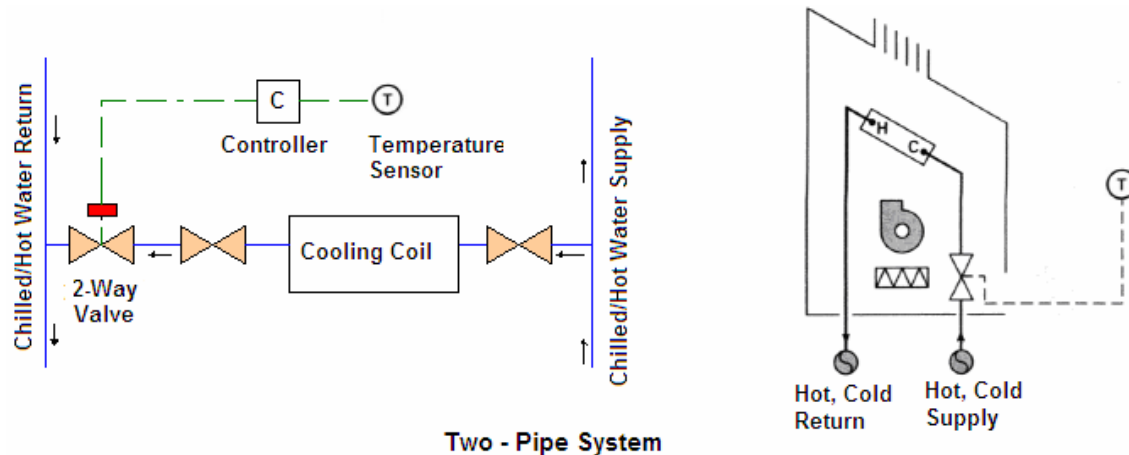 Chilled/Hot Water Return
C
Controller
T
Temperature
Sensor
Chilled/Hot Water Supply
Cooling Coil
2-Way
Valve
H
C
T
Hot, Cold
Return
Hot, Cold
Supply
Two - Pipe System